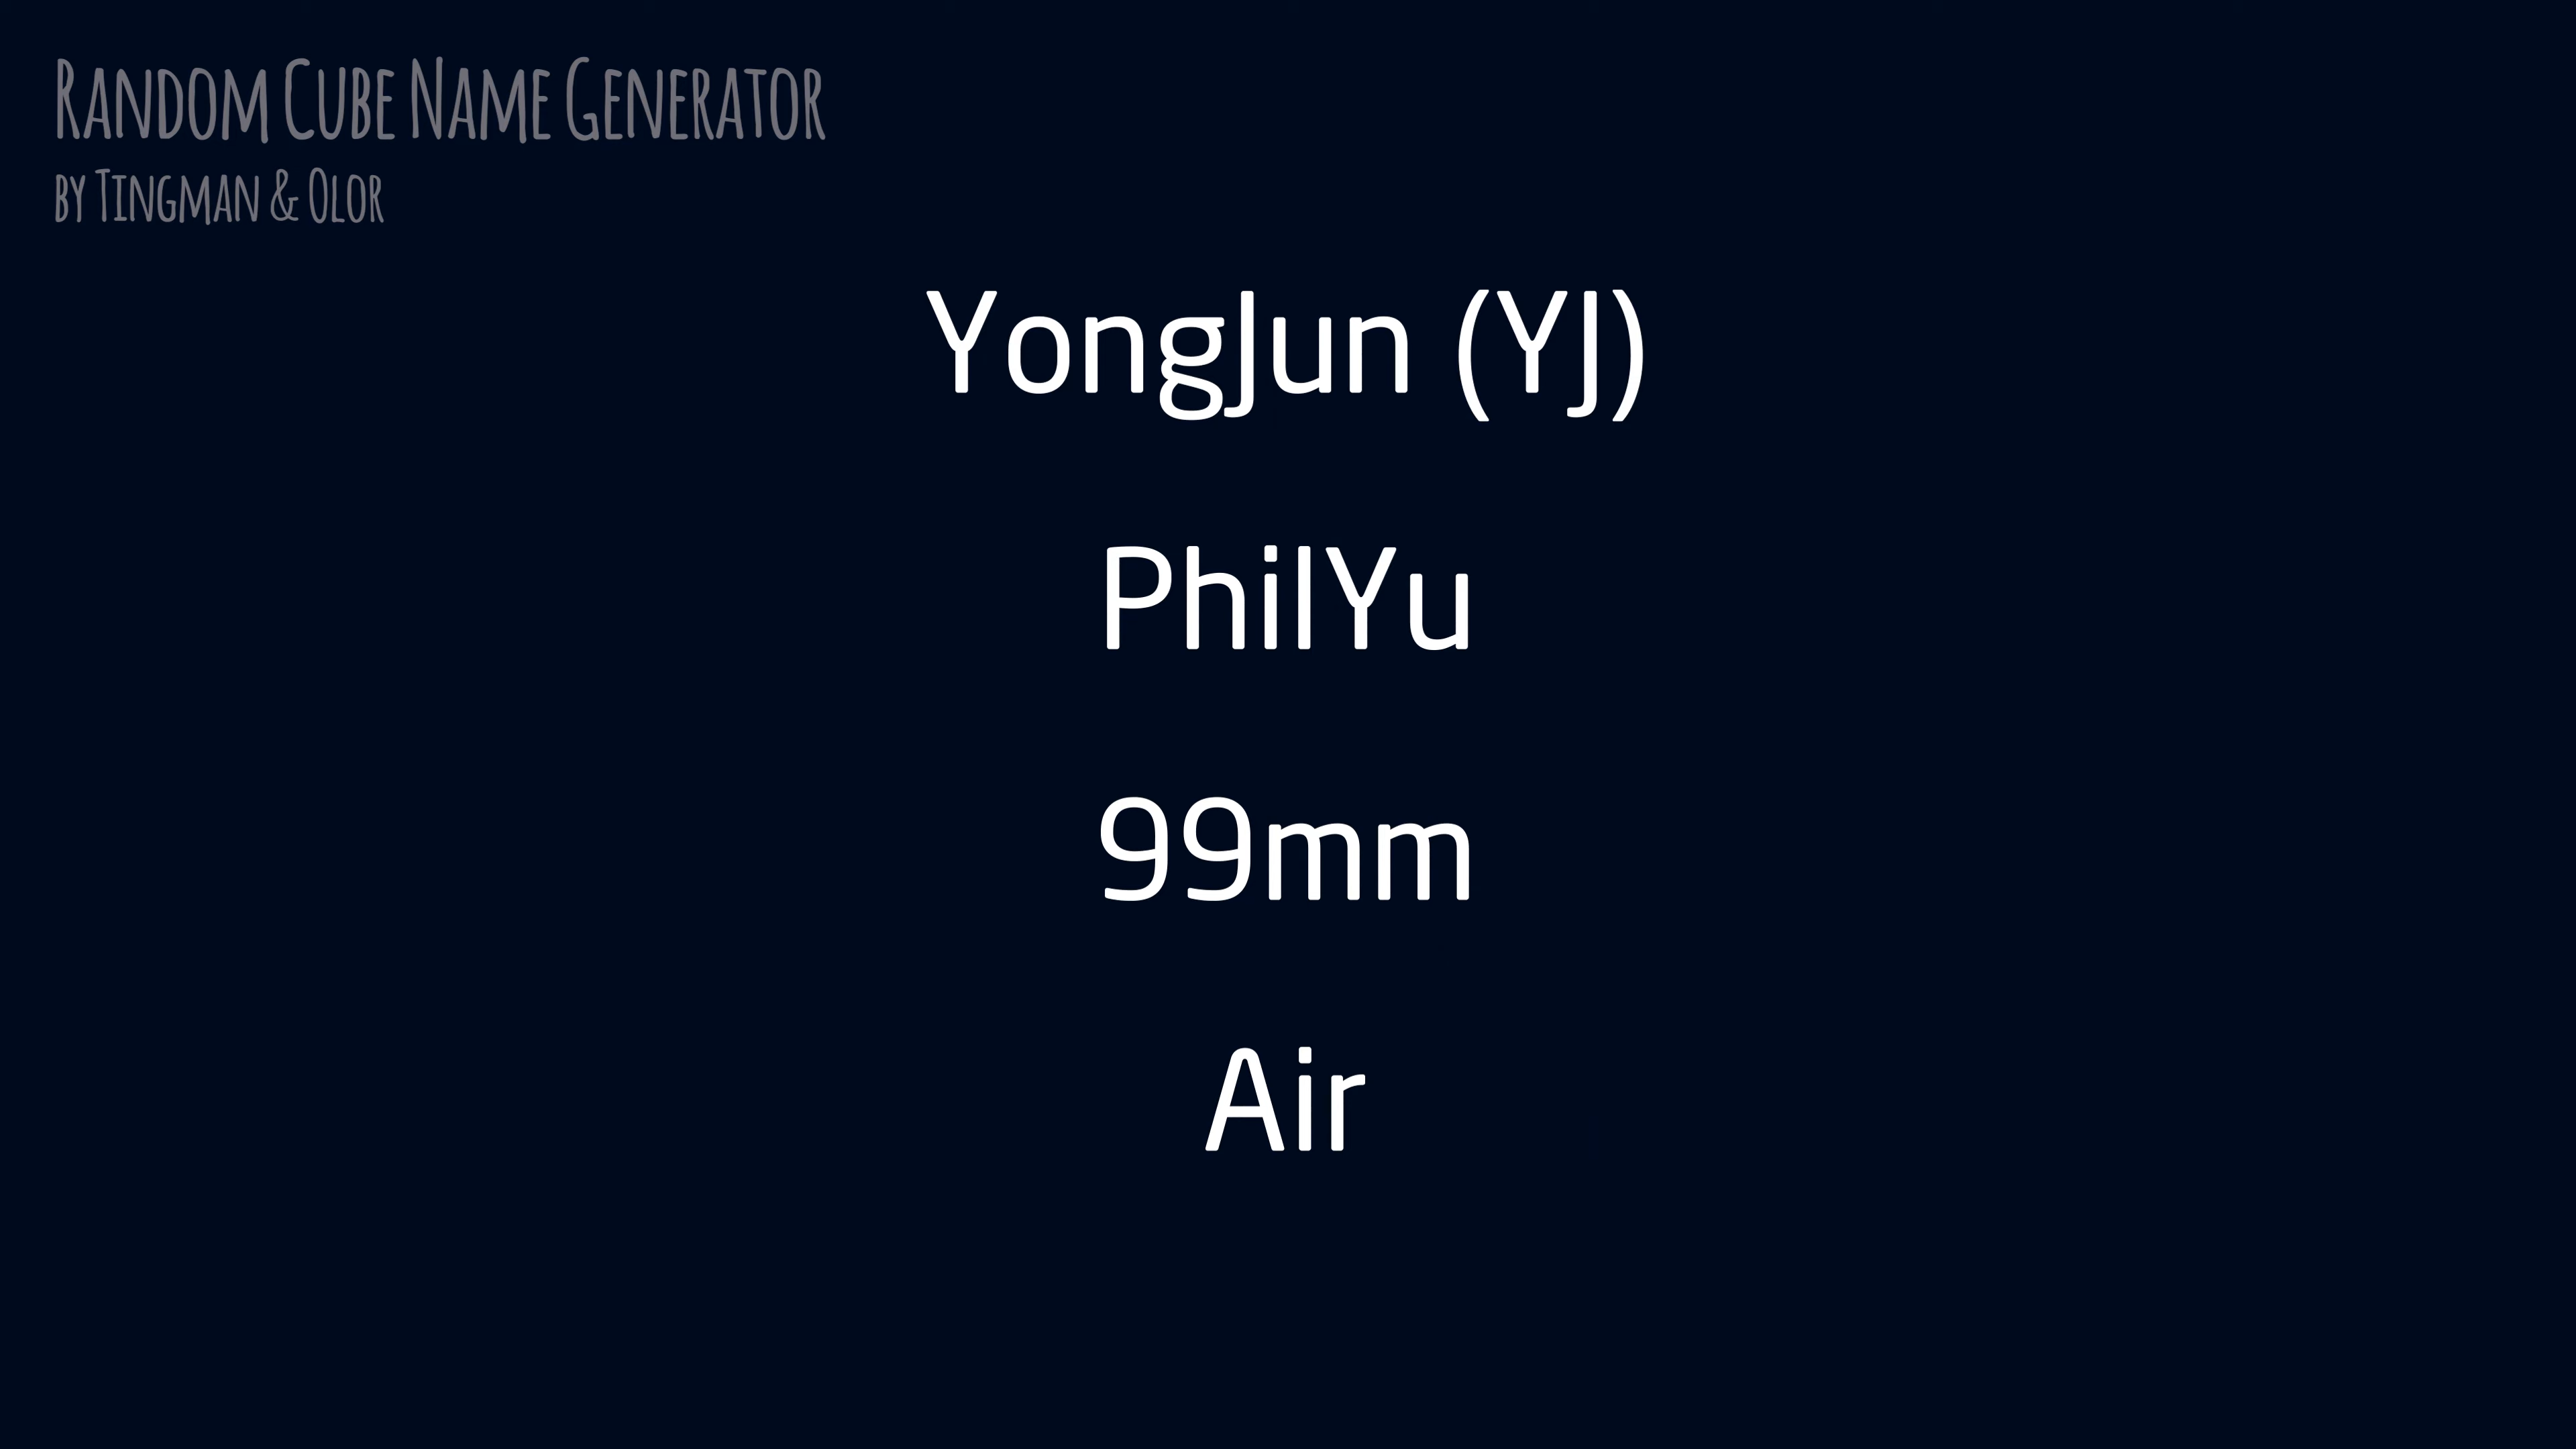 Random Cube Name Generator
by Tingman & Olor
YongJun (YJ)
PhilYu
99mm
Air